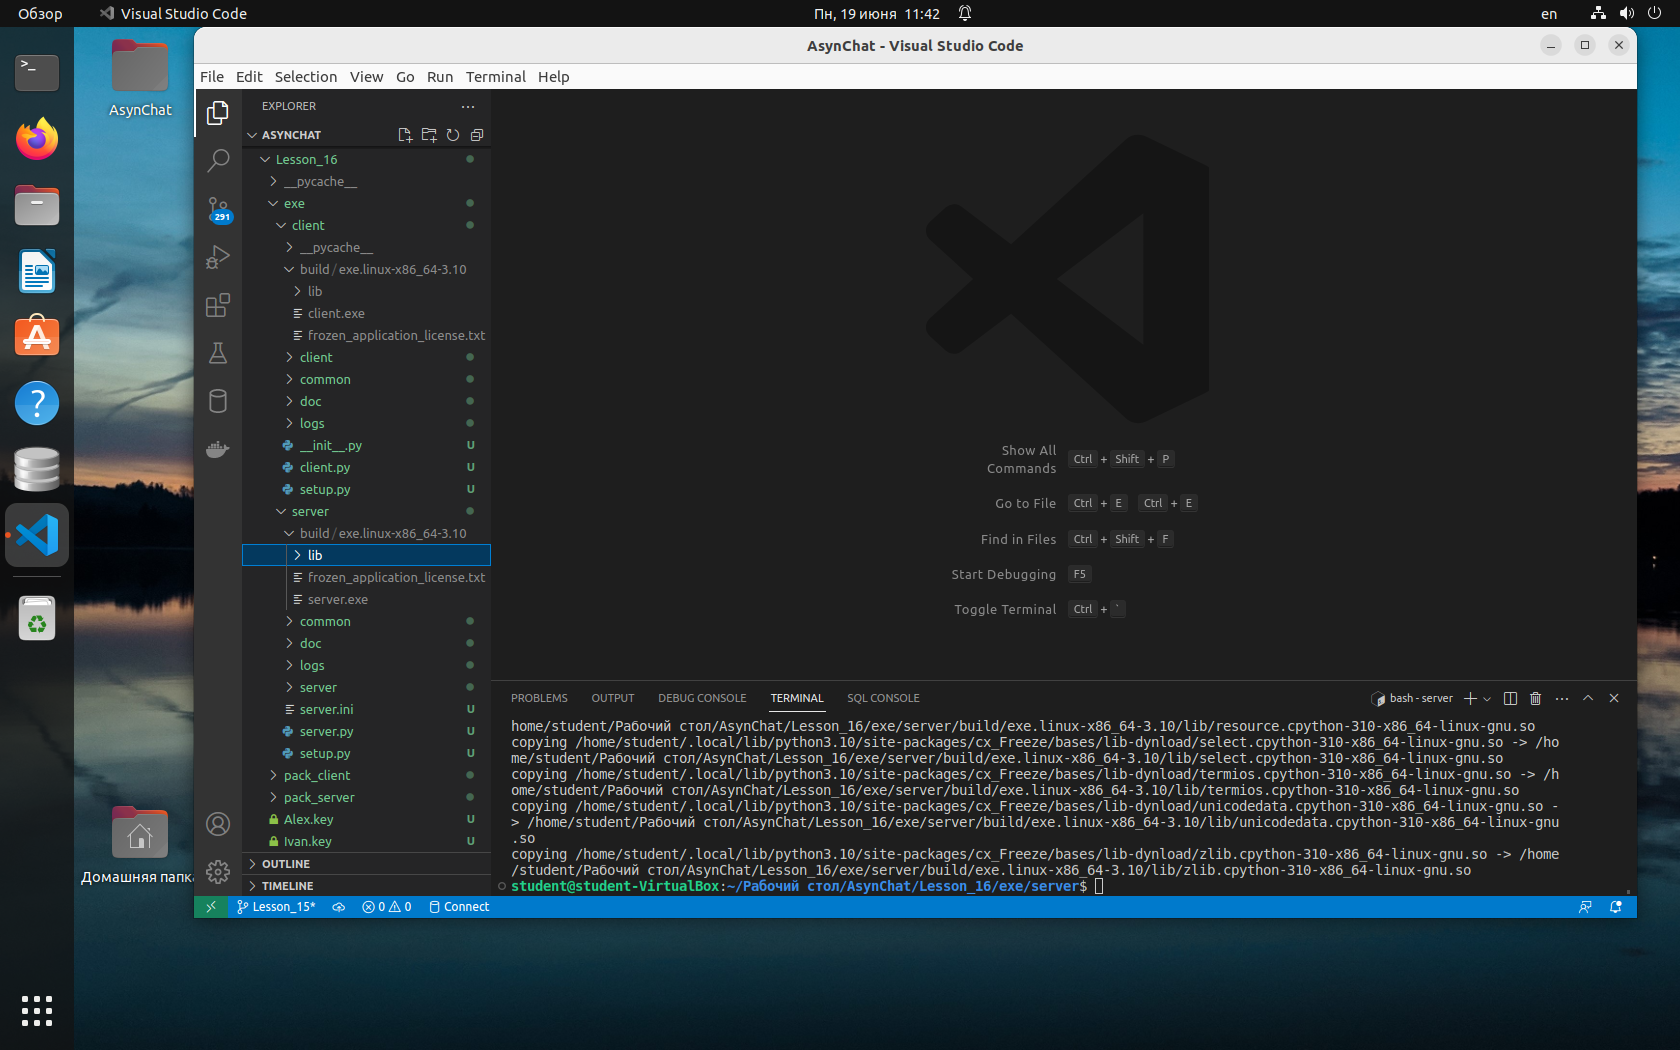 Обзор
Visual Studio Code
Пн, 19 июня 11:42
en
AsynChat
Домашняя папка
AsynChat - Visual Studio Code
File Edit Selection View Go Run Terminal Help
EXPLORER
ASYNCHAT
Lesson_16
__pycache__
exe
client
__pycache__
build/exe.linux-x86_64-3.10
lib
client.exe
frozen_application_license.txt
client
common
doc
logs
__init__.py U
client.py U
setup.py U
server
build/exe.linux-x86_64-3.10
lib
frozen_application_license.txt
server.exe
common
doc
logs
server
server.ini U
server.py U
setup.py U
pack_client
pack_server
Alex.key U
Ivan.key U
OUTLINE
TIMELINE
291
Show All Commands Ctrl + Shift + P
Go to File Ctrl + E Ctrl + E
Find in Files Ctrl + Shift + F
Start Debugging F5
Toggle Terminal Ctrl + `
PROBLEMS OUTPUT DEBUG CONSOLE TERMINAL SQL CONSOLE
bash - server
home/student/Рабочий стол/AsynChat/Lesson_16/exe/server/build/exe.linux-x86_64-3.10/lib/resource.cpython-310-x86_64-linux-gnu.so
copying /home/student/.local/lib/python3.10/site-packages/cx_Freeze/bases/lib-dynload/select.cpython-310-x86_64-linux-gnu.so -> /ho
me/student/Рабочий стол/AsynChat/Lesson_16/exe/server/build/exe.linux-x86_64-3.10/lib/select.cpython-310-x86_64-linux-gnu.so
copying /home/student/.local/lib/python3.10/site-packages/cx_Freeze/bases/lib-dynload/termios.cpython-310-x86_64-linux-gnu.so -> /h
ome/student/Рабочий стол/AsynChat/Lesson_16/exe/server/build/exe.linux-x86_64-3.10/lib/termios.cpython-310-x86_64-linux-gnu.so
copying /home/student/.local/lib/python3.10/site-packages/cx_Freeze/bases/lib-dynload/unicodedata.cpython-310-x86_64-linux-gnu.so -
> /home/student/Рабочий стол/AsynChat/Lesson_16/exe/server/build/exe.linux-x86_64-3.10/lib/unicodedata.cpython-310-x86_64-linux-gnu
.so
copying /home/student/.local/lib/python3.10/site-packages/cx_Freeze/bases/lib-dynload/zlib.cpython-310-x86_64-linux-gnu.so -> /home
/student/Рабочий стол/AsynChat/Lesson_16/exe/server/build/exe.linux-x86_64-3.10/lib/zlib.cpython-310-x86_64-linux-gnu.so
student@student-VirtualBox:~/Рабочий стол/AsynChat/Lesson_16/exe/server$
Lesson_15* 0 0 Connect